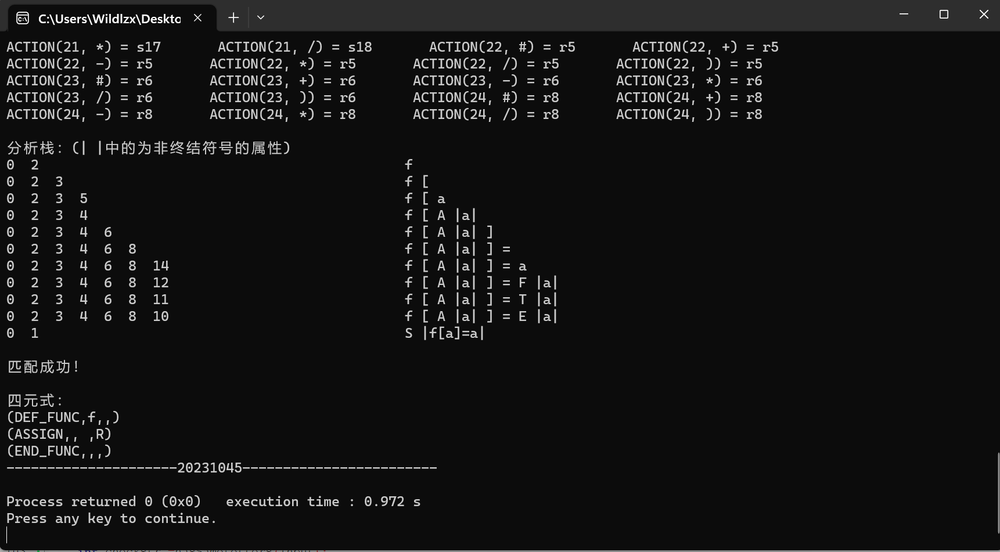 C:\Users\Wildlzx\Deskto
ACTION(21, *) = s17       ACTION(21, /) = s18       ACTION(22, #) = r5       ACTION(22, +) = r5
ACTION(22, -) = r5       ACTION(22, *) = r5       ACTION(22, /) = r5       ACTION(22, )) = r5
ACTION(23, #) = r6       ACTION(23, +) = r6       ACTION(23, -) = r6       ACTION(23, *) = r6
ACTION(23, /) = r6       ACTION(23, )) = r6       ACTION(24, #) = r8       ACTION(24, +) = r8
ACTION(24, -) = r8       ACTION(24, *) = r8       ACTION(24, /) = r8       ACTION(24, )) = r8
分析栈：(| |中的为非终结符号的属性)
0  2                                             f
0  2  3                                          f [
0  2  3  5                                       f [ a
0  2  3  4                                       f [ A |a|
0  2  3  4  6                                    f [ A |a| ]
0  2  3  4  6  8                                 f [ A |a| ] =
0  2  3  4  6  8  14                             f [ A |a| ] = a
0  2  3  4  6  8  12                             f [ A |a| ] = F |a|
0  2  3  4  6  8  11                             f [ A |a| ] = T |a|
0  2  3  4  6  8  10                             f [ A |a| ] = E |a|
0  1                                             S |f[a]=a|
匹配成功！
四元式：
(DEF_FUNC,f,,)
(ASSIGN,, ,R)
(END_FUNC,,,)
---------------------20231045------------------------
Process returned 0 (0x0)   execution time : 0.972 s
Press any key to continue.